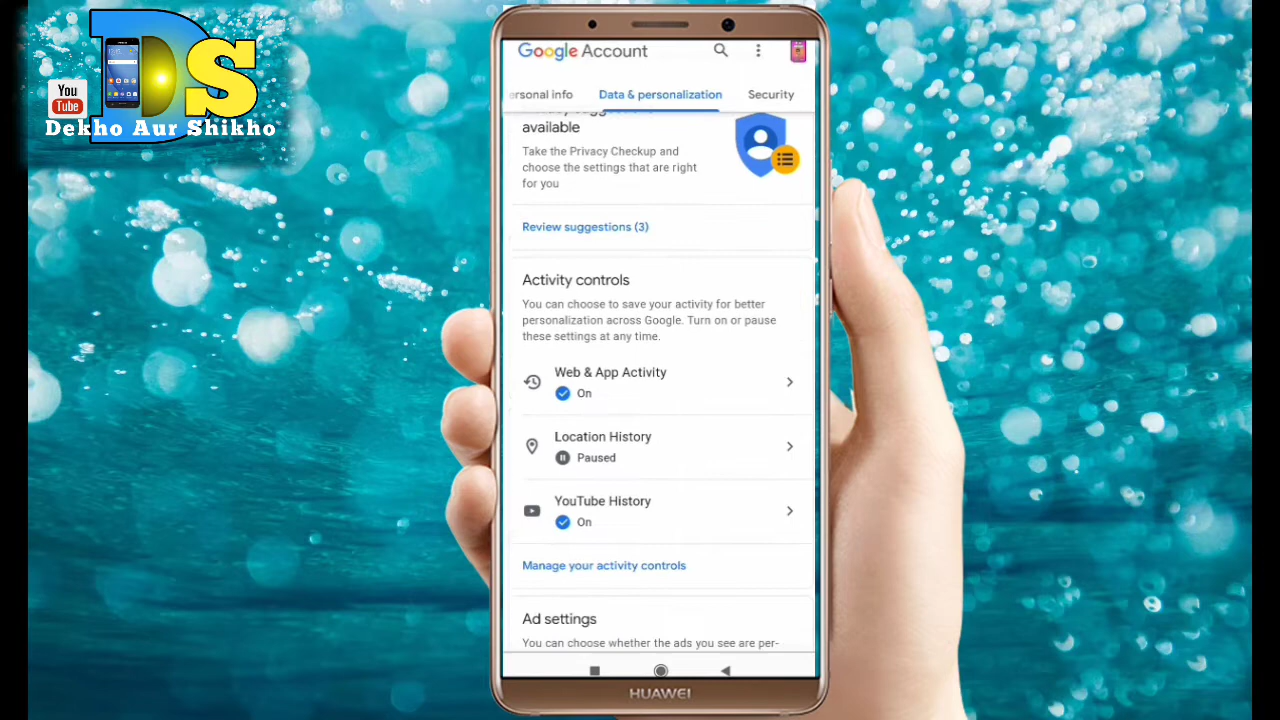 DS
You
Tube
Dekho Aur Shikho
Google Account
ersonal info Data & personalization Security
available
Take the Privacy Checkup and
choose the settings that are right
for you
Review suggestions (3)
Activity controls
You can choose to save your activity for better
personalization across Google. Turn on or pause
these settings at any time.
Web & App Activity
On
Location History
Paused
YouTube History
On
Manage your activity controls
Ad settings
You can choose whether the ads you see are per-
HUAWEI